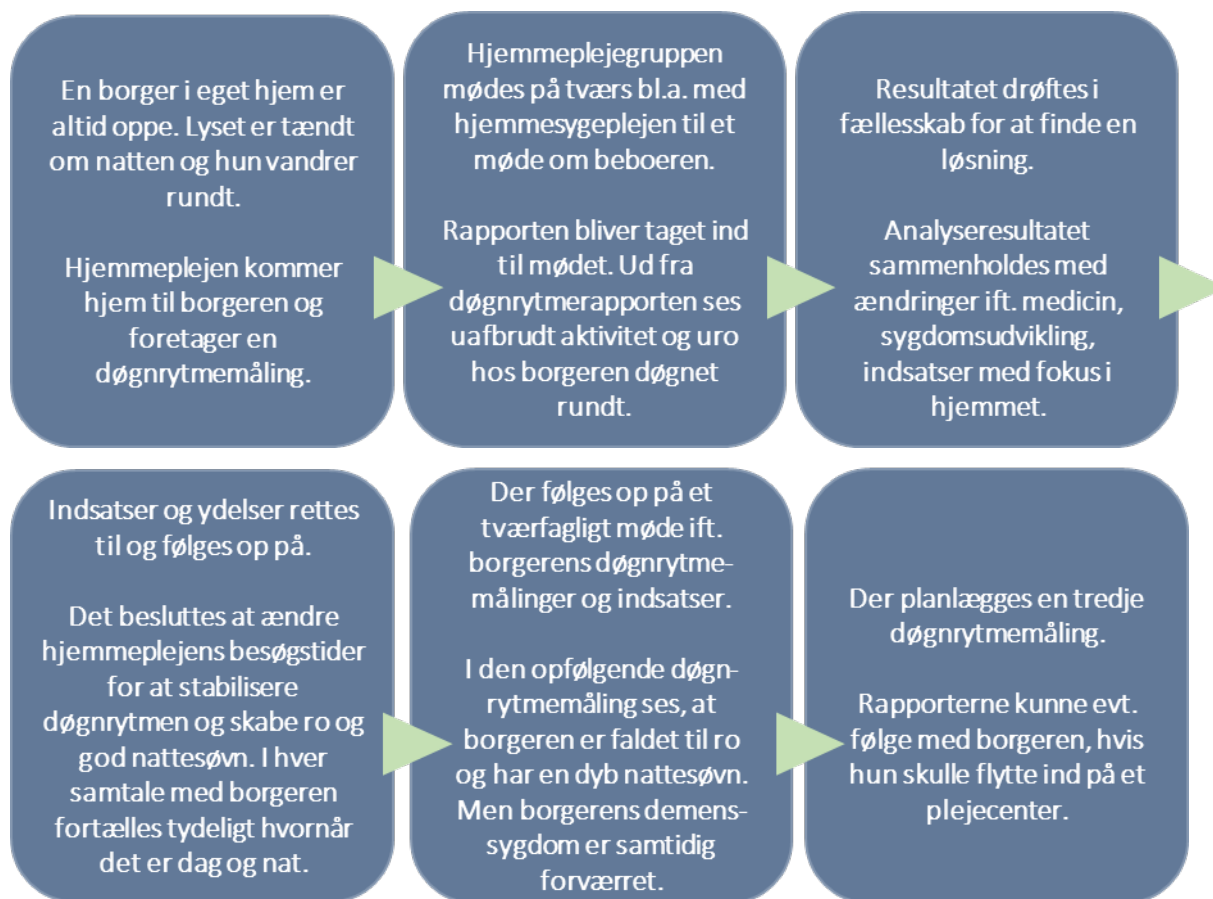 En borger i eget hjem er
altid oppe. Lyset er tændt
om natten og hun vandrer
rundt.
Hjemmeplejen kommer
hjem til borgeren og
foretager en
døgnrytmemåling.
Hjemmeplejegruppen
mødes på tværs bl.a. med
hjemmesygeplejen til et
møde om beboeren.
Rapporten bliver taget ind
til mødet. Ud fra
døgnrytmerapporten ses
uafbrudt aktivitet og uro
hos borgeren døgnet
rundt.
Resultatet drøftes i
fællesskab for at finde en
løsning.
Analyseresultatet
sammenholdes med
ændringer ift. medicin,
sygdomsudvikling,
indsatser med fokus i
hjemmet.
Indsatser og ydelser rettes
til og følges op på.
Det besluttes at ændre
hjemmeplejens besøgstider
for at stabilisere
døgnrytmen og skabe ro og
god nattesøvn. I hver
samtale med borgeren
fortælles tydeligt hvornår
det er dag og nat.
Der følges op på et
tværfagligt møde ift.
borgerens døgnrytme-
målinger og indsatser.
I den opfølgende døgn-
rytmemåling ses, at
borgeren er faldet til ro
og har en dyb nattesøvn.
Men borgerens demens-
sygdom er samtidig
forværret.
Der planlægges en tredje
døgnrytmemåling.
Rapporterne kunne evt.
følge med borgeren, hvis
hun skulle flytte ind på et
plejecenter.